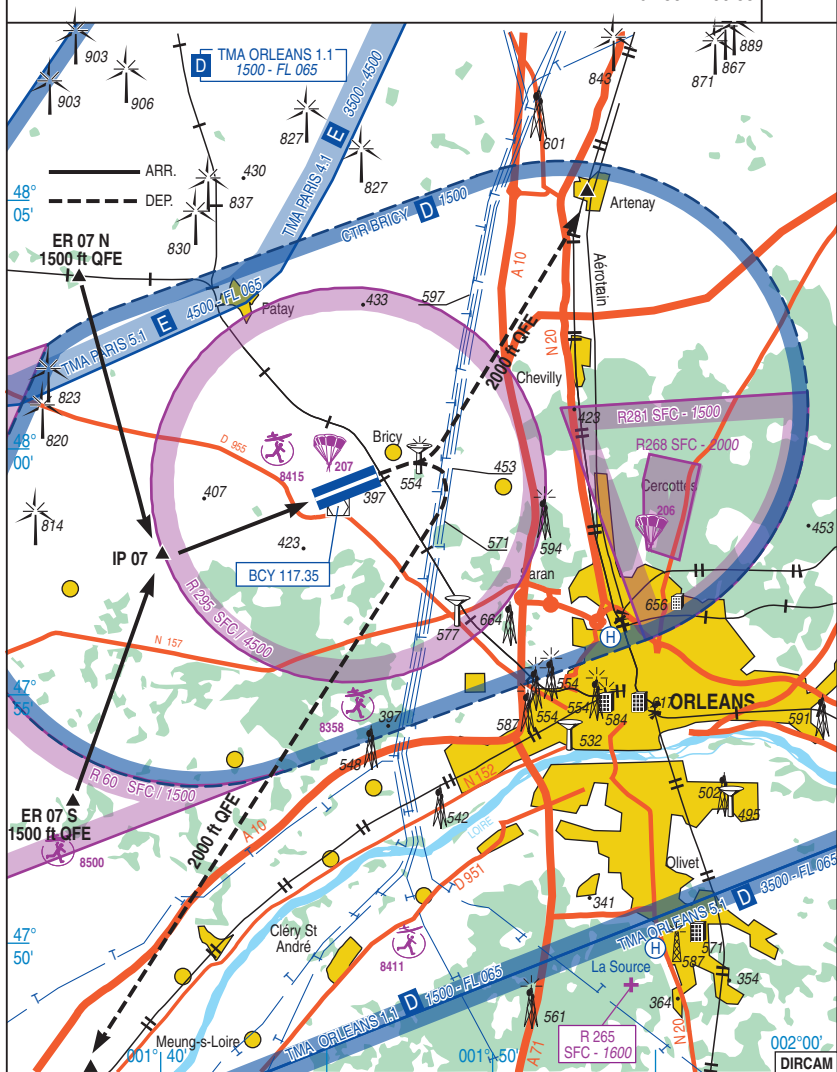 903
903
906
D TMA ORLEANS 1.1
1500 - FL 065
827
827
TMA PARIS 4.1 E 3500 - 4500
843
871
867
889
601
ARR.
DEP.
430
837
830
48°
05'
ER 07 N
1500 ft QFE
CTR BRICY D 1500
Artenay
A 10
Aérotain
N 20
TMA PARIS 5.1 E 4500 - FL 065
Patay
433
597
2000 ft QFE
Chevilly
823
820
48°
00'
D 955
8415
207
Bricy
554
397
453
423
R281 SFC - 1500
R268 SFC - 2000
Cercottes
206
453
407
814
423
IP 07
BCY 117.35
571
594
Saran
R 295 SFC / 4500
N 157
577
664
656
H
47°
55'
8358
397
548
587
554
554
554
584
617
ORLEANS
532
591
R 60 SFC / 1500
ER 07 S
1500 ft QFE
8500
2000 ft QFE
A 10
N 152
542
LOIRE
D 951
502
495
Olivet
341
TMA ORLEANS 5.1 D 3500 - FL 065
47°
50'
Cléry St
André
8411
H
571
587
354
La Source
364
561
R 265
SFC - 1600
N 20
A 71
TMA ORLEANS 1.1 D 1500 - FL 065
Meung-s-Loire
001° 40'
001° 50'
002° 00'
DIRCAM